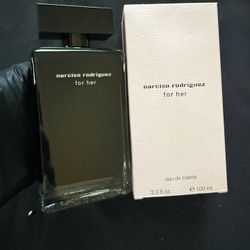 narciso rodriguez
for her
narciso rodriguez
for her
eau de toilette
3.3 fl.oz. ℮ 100 ml